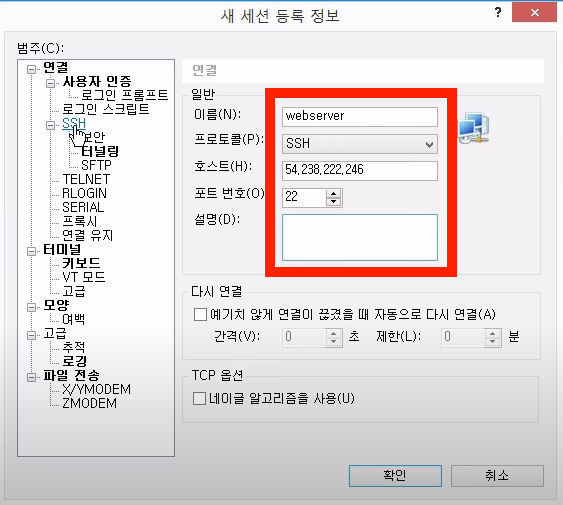 새 세션 등록 정보
?
범주(C):
연결
사용자 인증
로그인 프롬프트
로그인 스크립트
SSH
보안
터널링
SFTP
TELNET
RLOGIN
SERIAL
프록시
연결 유지
터미널
키보드
VT 모드
고급
모양
여백
고급
추적
로깅
파일 전송
X/YMODEM
ZMODEM
연결
일반
이름(N): webserver
프로토콜(P): SSH
호스트(H): 54,238,222,246
포트 번호(O) 22
설명(D):
다시 연결
예기치 않게 연결이 끊겼을 때 자동으로 다시 연결(A)
간격(V): 0 초 제한(L): 0 분
TCP 옵션
네이글 알고리즘을 사용(U)
확인 취소